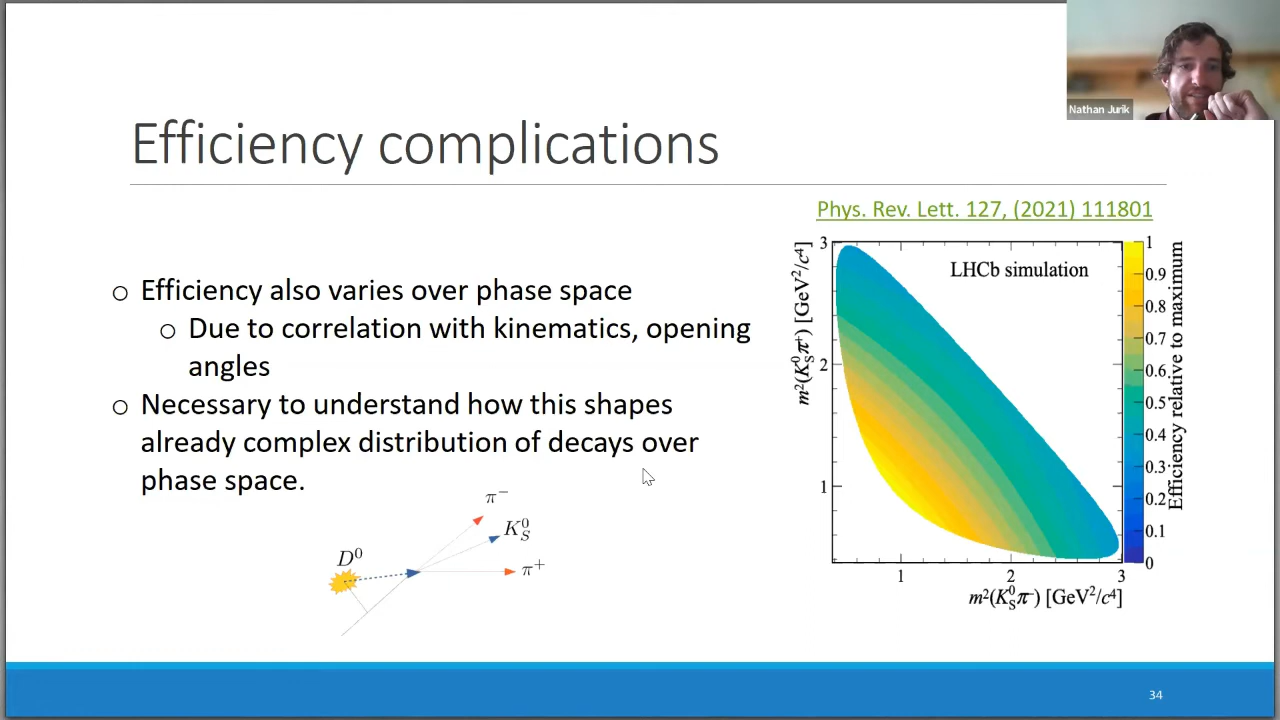 Nathan Jurik
Efficiency complications
Phys. Rev. Lett. 127, (2021) 111801
○ Efficiency also varies over phase space
○ Due to correlation with kinematics, opening
angles
○ Necessary to understand how this shapes
already complex distribution of decays over
phase space.
π⁻
K⁰_S
D⁰
π⁺
LHCb simulation
m²(K⁰_Sπ⁺) [GeV²/c⁴]
3
2
1
1
2
3
m²(K⁰_Sπ⁻) [GeV²/c⁴]
1
0.9
0.8
0.7
0.6
0.5
0.4
0.3
0.2
0.1
0
Efficiency relative to maximum
34